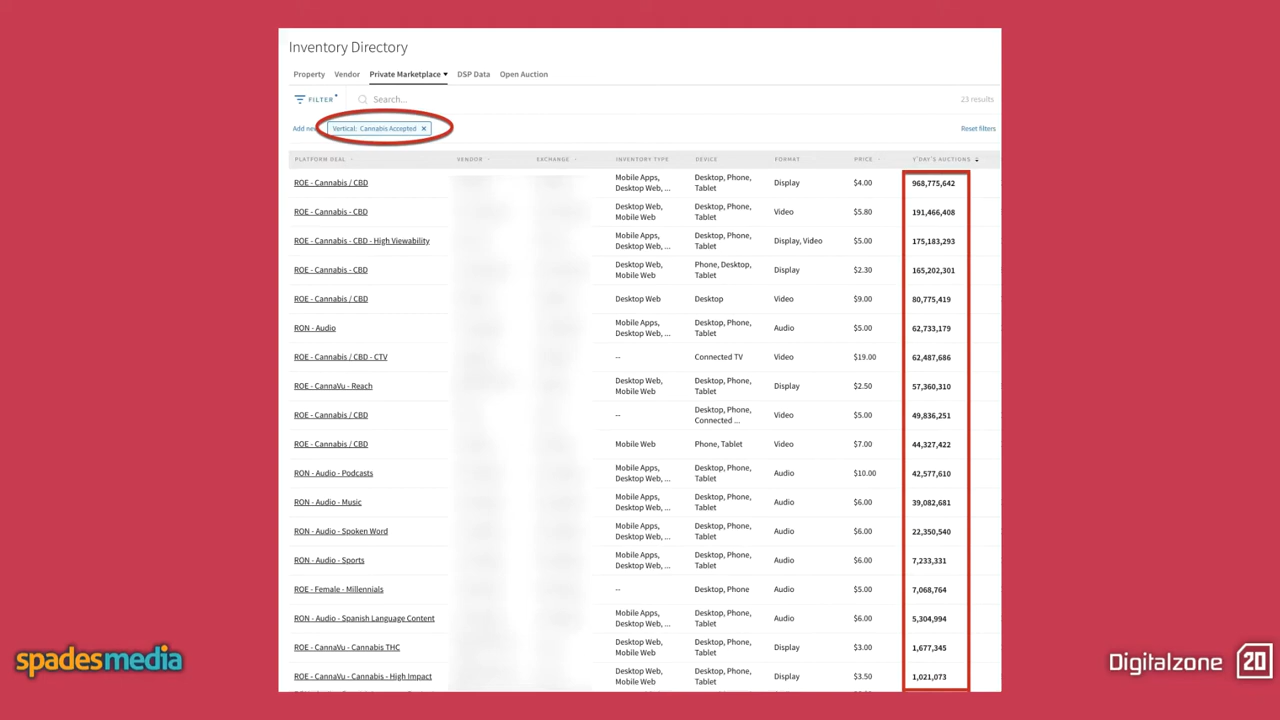 Inventory Directory
Property Vendor Private Marketplace DSP Data Open Auction
FILTER Search... 23 results
Add new Vertical: Cannabis Accepted × Reset filters
PLATFORM DEAL VENDOR EXCHANGE INVENTORY TYPE DEVICE FORMAT PRICE Y'DAY'S AUCTIONS
ROE - Cannabis / CBD Mobile Apps, Desktop Web, ... Desktop, Phone, Tablet Display $4.00 968,775,642
ROE - Cannabis - CBD Desktop Web, Mobile Web Desktop, Phone, Tablet Video $5.80 191,466,408
ROE - Cannabis - CBD - High Viewability Mobile Apps, Desktop Web, ... Desktop, Phone, Tablet Display, Video $5.00 175,183,293
ROE - Cannabis - CBD Desktop Web, Mobile Web Phone, Desktop, Tablet Display $2.30 165,202,301
ROE - Cannabis / CBD Desktop Web Desktop Video $9.00 80,775,419
RON - Audio Mobile Apps, Desktop Web, ... Desktop, Phone, Tablet Audio $5.00 62,733,179
ROE - Cannabis / CBD - CTV -- Connected TV Video $19.00 62,487,686
ROE - CannaVu - Reach Desktop Web, Mobile Web Desktop, Phone, Tablet Display $2.50 57,360,310
ROE - Cannabis / CBD -- Desktop, Phone, Connected ... Video $5.00 49,836,251
ROE - Cannabis / CBD Mobile Web Phone, Tablet Video $7.00 44,327,422
RON - Audio - Podcasts Mobile Apps, Desktop Web, ... Desktop, Phone, Tablet Audio $10.00 42,577,610
RON - Audio - Music Mobile Apps, Desktop Web, ... Desktop, Phone, Tablet Audio $6.00 39,082,681
RON - Audio - Spoken Word Mobile Apps, Desktop Web, ... Desktop, Phone, Tablet Audio $6.00 22,350,540
RON - Audio - Sports Mobile Apps, Desktop Web, ... Desktop, Phone, Tablet Audio $6.00 7,233,331
ROE - Female - Millennials -- Desktop, Phone Audio $5.00 7,068,764
RON - Audio - Spanish Language Content Mobile Apps, Desktop Web, ... Desktop, Phone, Tablet Audio $6.00 5,304,994
ROE - CannaVu - Cannabis THC Desktop Web, Mobile Web Desktop, Phone, Tablet Display $3.00 1,677,345
ROE - CannaVu - Cannabis - High Impact Desktop Web, Mobile Web Desktop, Phone, Tablet Display $3.50 1,021,073
spadesmedia
Digitalzone 20